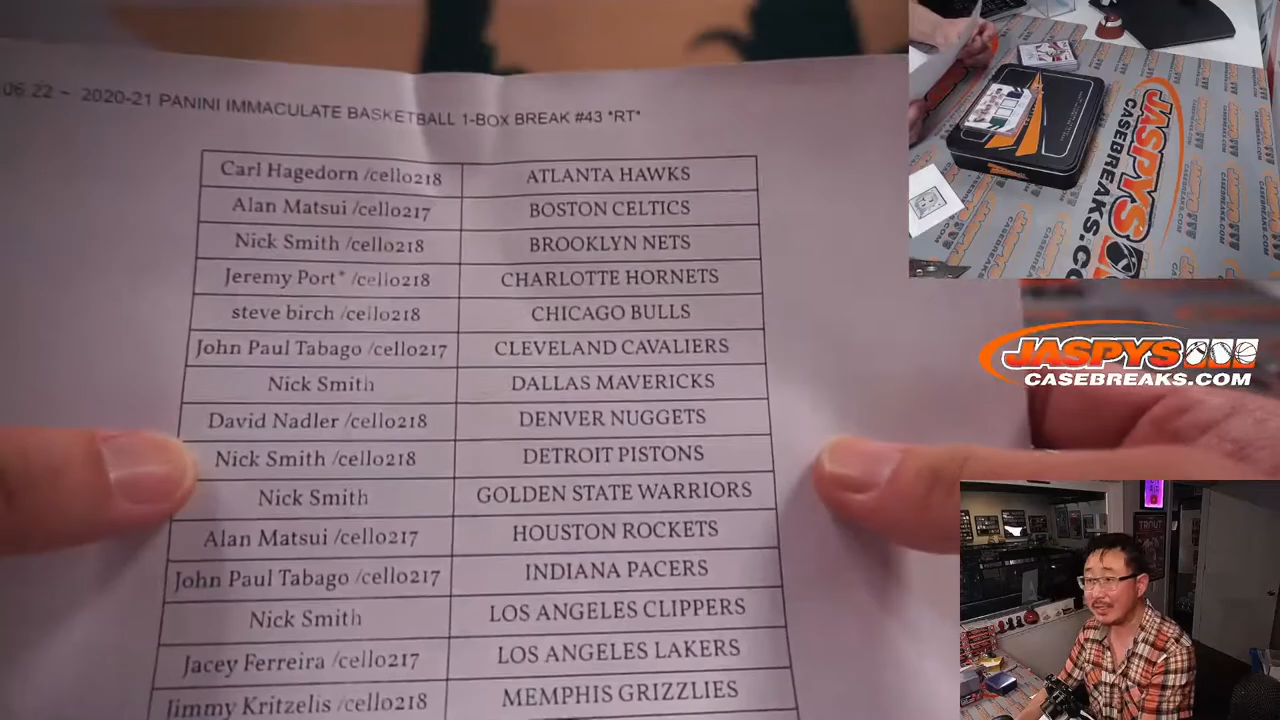 .06.22 ~ 2020-21 PANINI IMMACULATE BASKETBALL 1-BOX BREAK #43 *RT*
Carl Hagedorn /cello218 ATLANTA HAWKS
Alan Matsui /cello217 BOSTON CELTICS
Nick Smith /cello218 BROOKLYN NETS
Jeremy Port* /cello218 CHARLOTTE HORNETS
steve birch /cello218 CHICAGO BULLS
John Paul Tabago /cello217 CLEVELAND CAVALIERS
Nick Smith DALLAS MAVERICKS
David Nadler /cello218 DENVER NUGGETS
Nick Smith /cello218 DETROIT PISTONS
Nick Smith GOLDEN STATE WARRIORS
Alan Matsui /cello217 HOUSTON ROCKETS
John Paul Tabago /cello217 INDIANA PACERS
Nick Smith LOS ANGELES CLIPPERS
Jacey Ferreira /cello217 LOS ANGELES LAKERS
Jimmy Kritzelis /cello218 MEMPHIS GRIZZLIES
JASPYS
CASEBREAKS.COM
JASPYS
CASEBREAKS.COM
TROUT